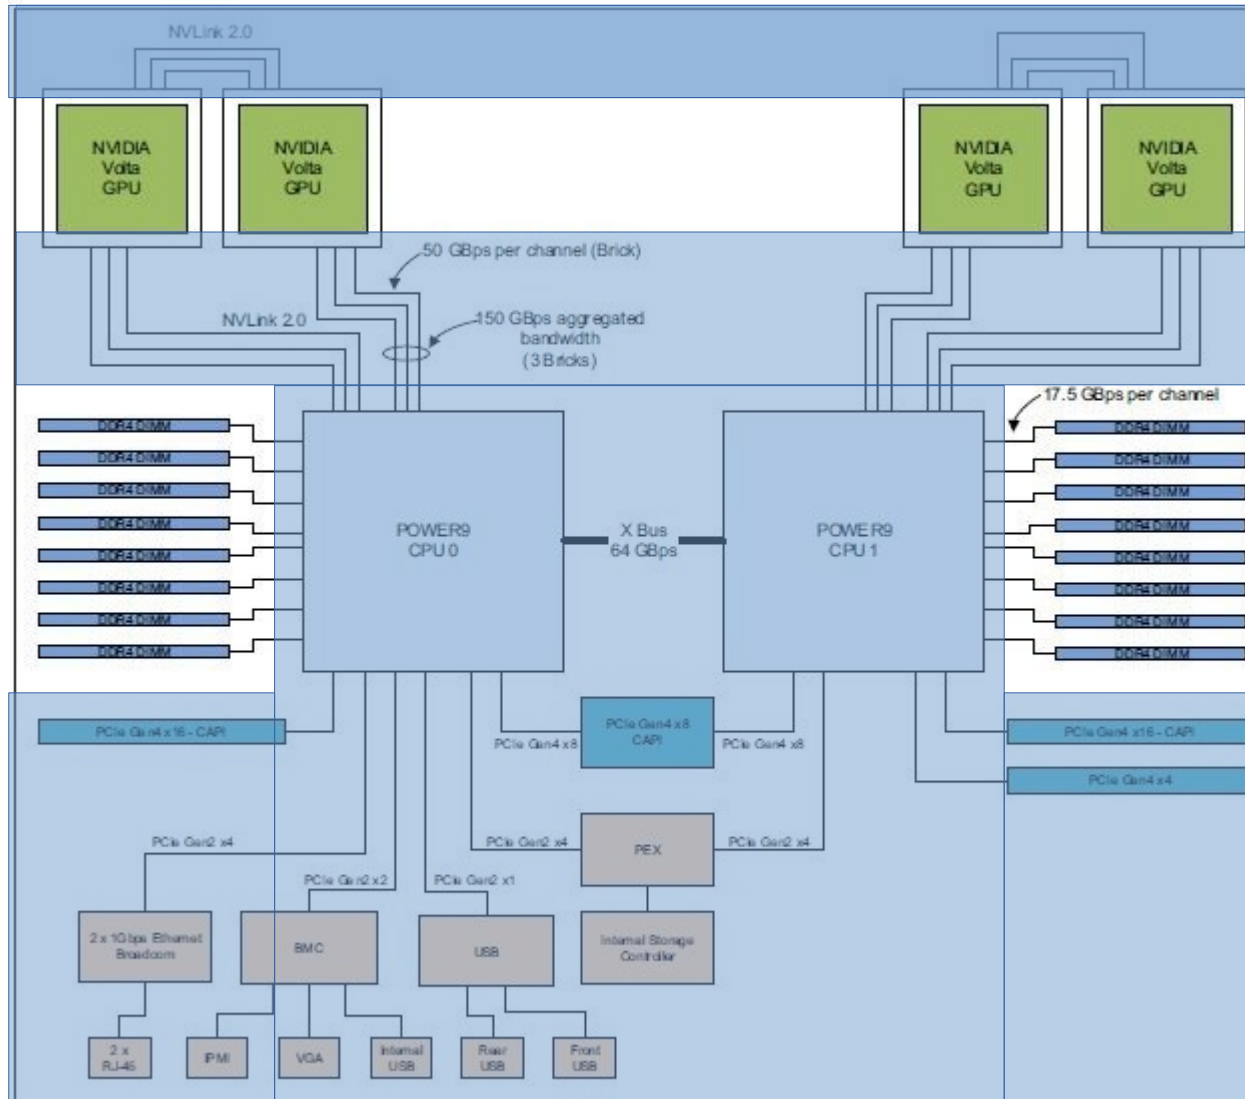 NVLink 2.0
NVIDIA
Volta
GPU
NVIDIA
Volta
GPU
NVIDIA
Volta
GPU
NVIDIA
Volta
GPU
50 GBps per channel (Brick)
NVLink 2.0
150 GBps aggregated
bandwidth
(3 Bricks)
17.5 GBps per channel
DDR4 DIMM
DDR4 DIMM
DDR4 DIMM
DDR4 DIMM
DDR4 DIMM
DDR4 DIMM
DDR4 DIMM
DDR4 DIMM
POWER9
CPU 0
X Bus
64 GBps
POWER9
CPU 1
DDR4 DIMM
DDR4 DIMM
DDR4 DIMM
DDR4 DIMM
DDR4 DIMM
DDR4 DIMM
DDR4 DIMM
DDR4 DIMM
PCIe Gen4 x16 - CAPI
PCIe Gen4 x8
PCIe Gen4 x8
CAPI
PCIe Gen4 x8
PCIe Gen4 x16 - CAPI
PCIe Gen4 x4
PCIe Gen2 x4
PCIe Gen2 x4
PEX
PCIe Gen2 x4
PCIe Gen2 x2
PCIe Gen2 x1
2 x 1Gbps Ethernet
Broadcom
BMC
USB
Internal Storage
Controller
2 x
RJ-45
IPMI
VGA
Internal
USB
Rear
USB
Front
USB